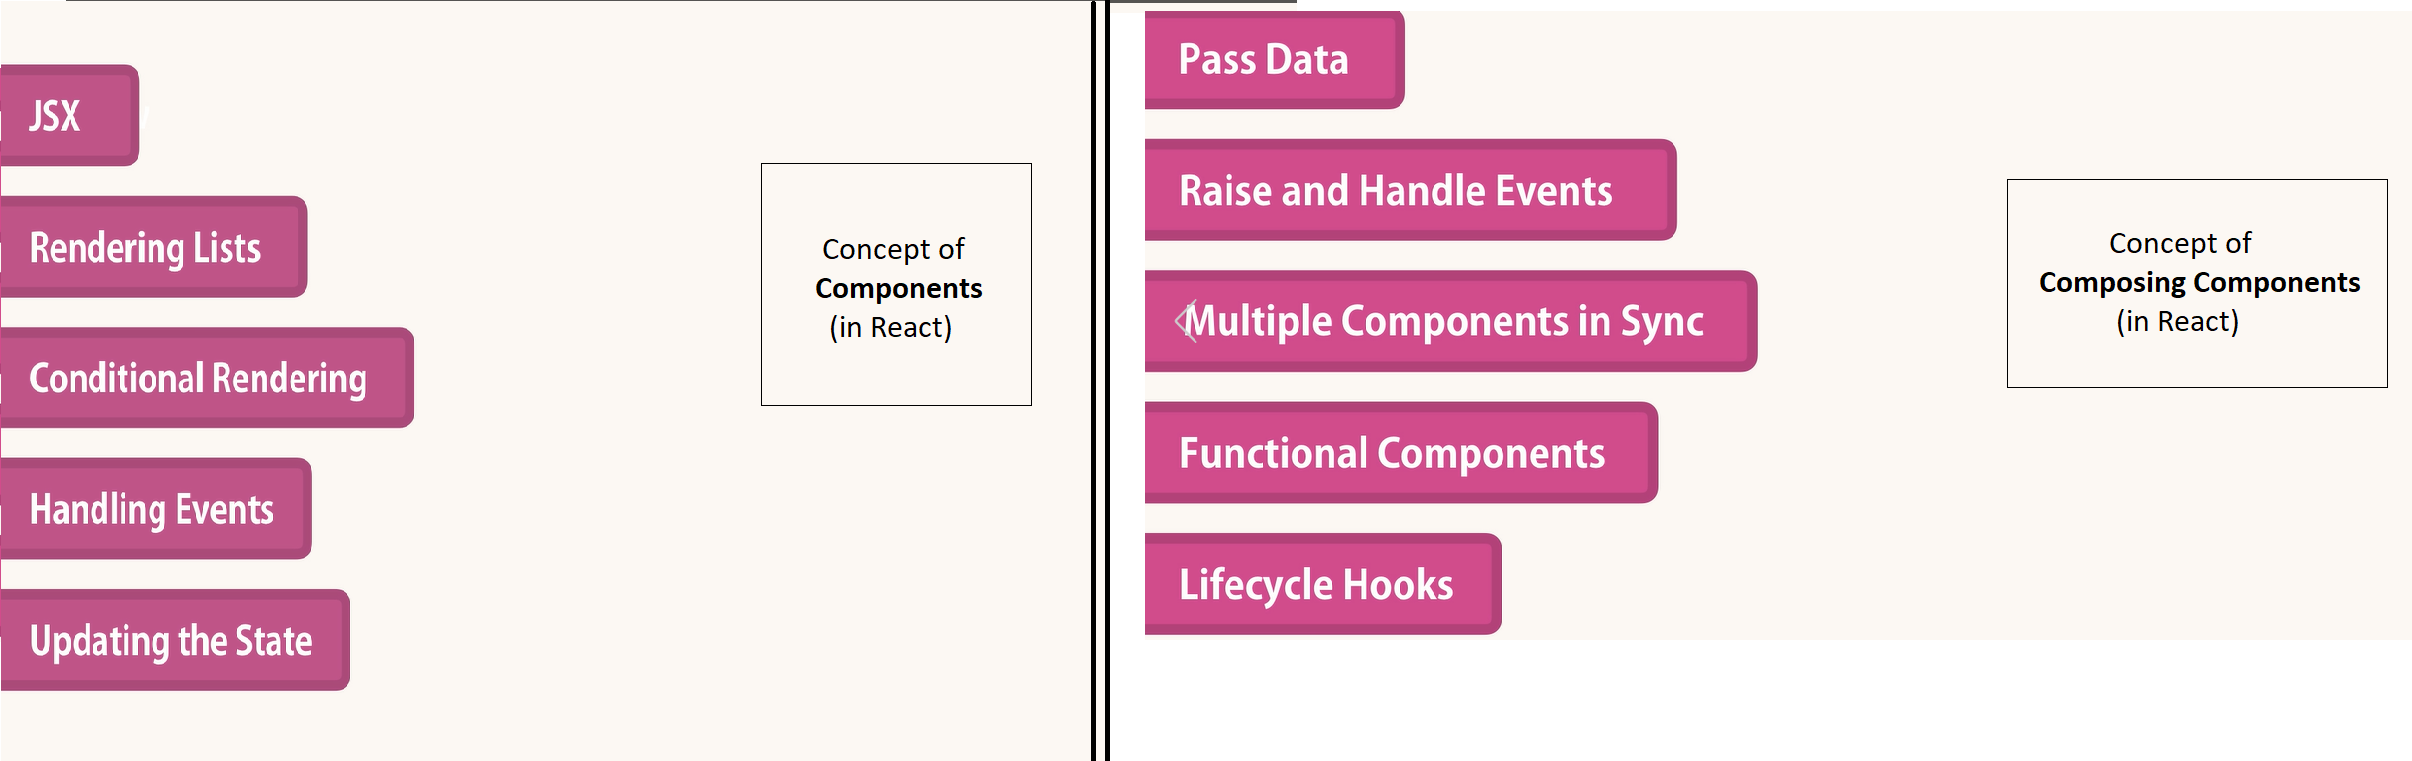 JSX
Rendering Lists
Conditional Rendering
Handling Events
Updating the State
Concept of
Components
(in React)
Pass Data
Raise and Handle Events
Multiple Components in Sync
Functional Components
Lifecycle Hooks
Concept of
Composing Components
(in React)